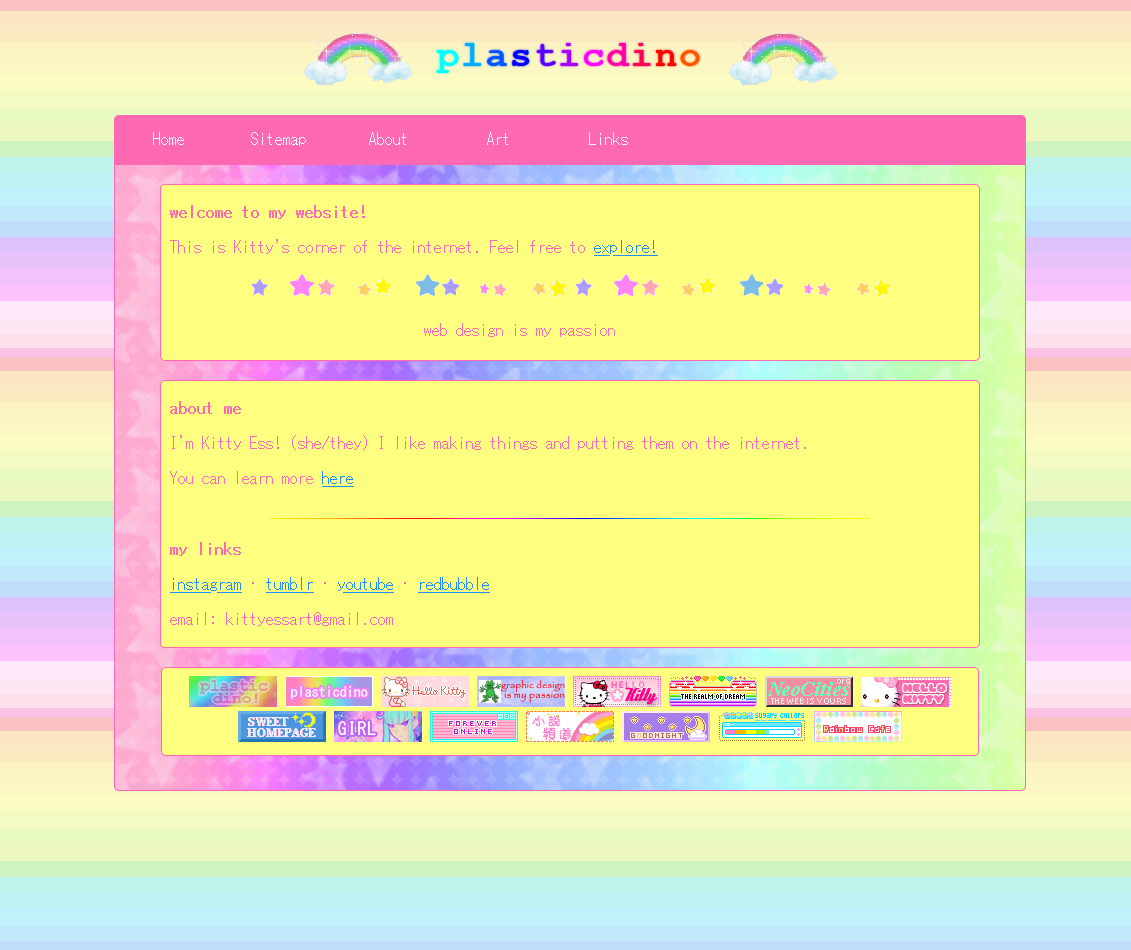 plasticdino
Home Sitemap About Art Links
welcome to my website!
This is Kitty's corner of the internet. Feel free to explore!
web design is my passion
about me
I'm Kitty Ess! (she/they) I like making things and putting them on the internet.
You can learn more here
my links
instagram · tumblr · youtube · redbubble
email: kittyessart@gmail.com
plastic
dino!
plasticdino
Hello Kitty
graphic design
is my passion
HELLO
Kitty
THE REALM OF DREAM
NeoCities
THE WEB IS YOURS
HELLO
KITTY
SWEET
HOMEPAGE
GIRL
FOREVER
ONLINE
小説
頻道
GOODNIGHT
Rainbow Cafe